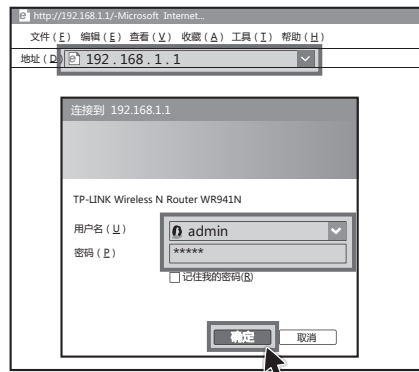 http://192.168.1.1/-Microsoft Internet...
文件(F) 编辑(E) 查看(V) 收藏(A) 工具(I) 帮助(H)
地址(D) 192.168.1.1
连接到 192.168.1.1
TP-LINK Wireless N Router WR941N
用户名(U) admin
密码(P) *****
记住我的密码(R)
确定 取消